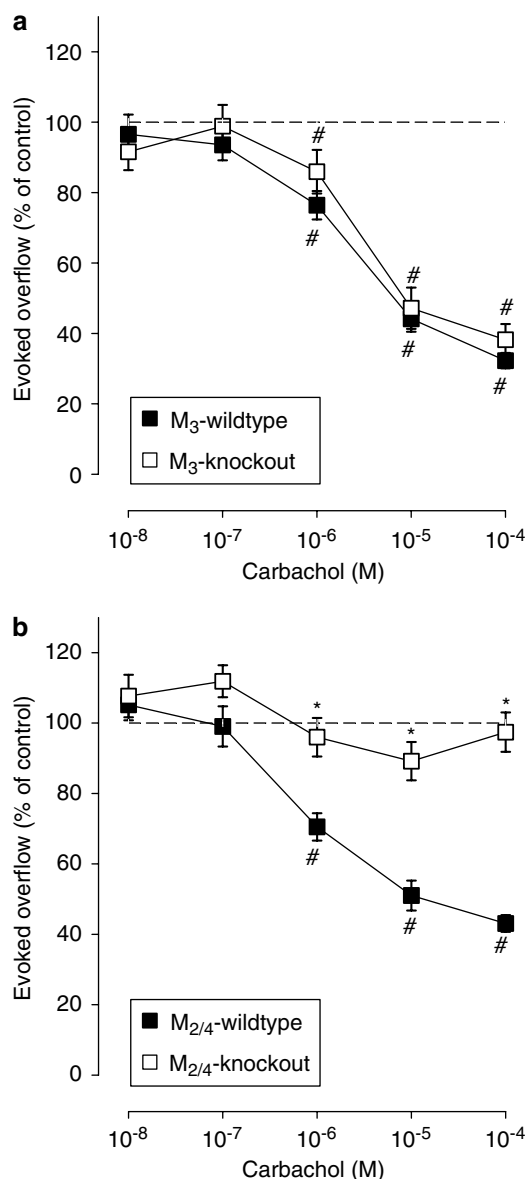 a
120
100
80
60
40
20
0
Evoked overflow (% of control)
#
#
#
#
#
#
M3-wildtype
M3-knockout
10-8 10-7 10-6 10-5 10-4
Carbachol (M)
b
120
100
80
60
40
20
0
Evoked overflow (% of control)
* * *
#
#
#
M2/4-wildtype
M2/4-knockout
10-8 10-7 10-6 10-5 10-4
Carbachol (M)